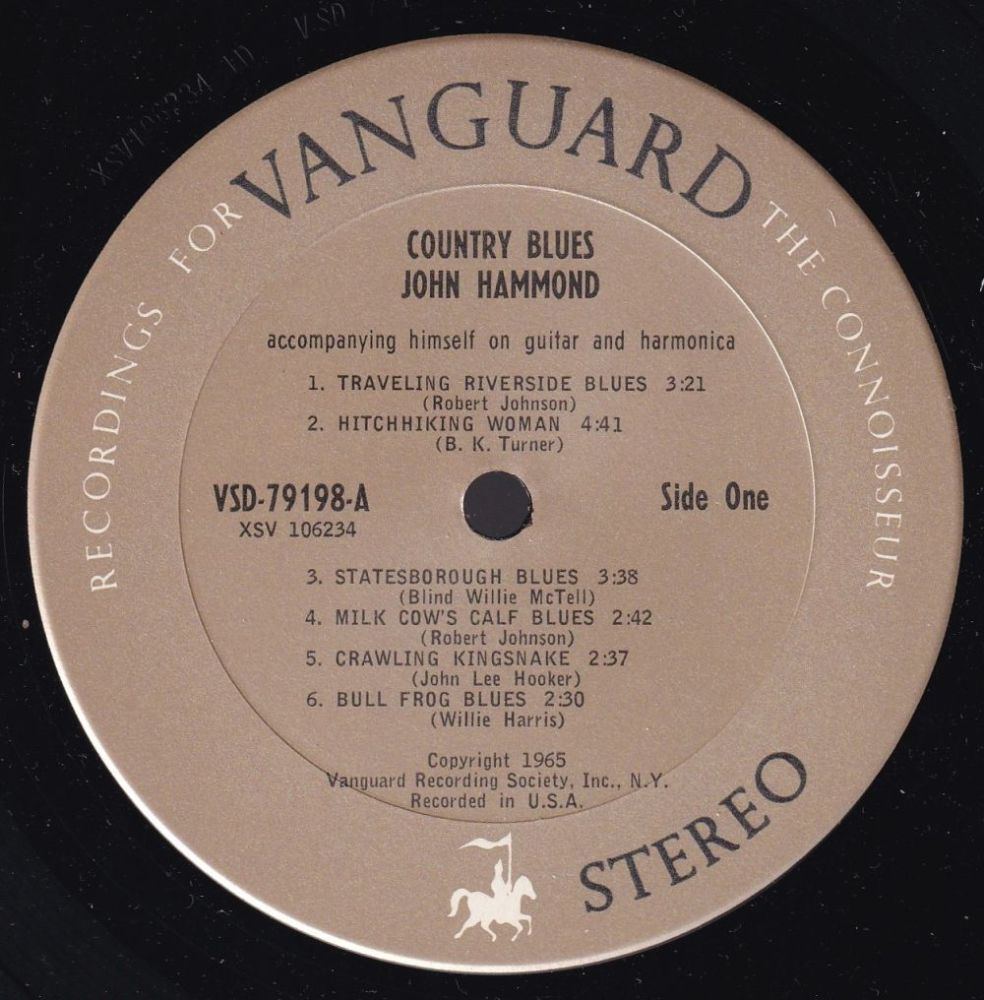 VANGUARD
RECORDINGS FOR THE CONNOISSEUR
COUNTRY BLUES
JOHN HAMMOND
accompanying himself on guitar and harmonica
1. TRAVELING RIVERSIDE BLUES 3:21
(Robert Johnson)
2. HITCHHIKING WOMAN 4:41
(B. K. Turner)
VSD-79198-A
XSV 106234
Side One
3. STATESBOROUGH BLUES 3:38
(Blind Willie McTell)
4. MILK COW'S CALF BLUES 2:42
(Robert Johnson)
5. CRAWLING KINGSNAKE 2:37
(John Lee Hooker)
6. BULL FROG BLUES 2:30
(Willie Harris)
Copyright 1965
Vanguard Recording Society, Inc., N.Y.
Recorded in U.S.A.
STEREO